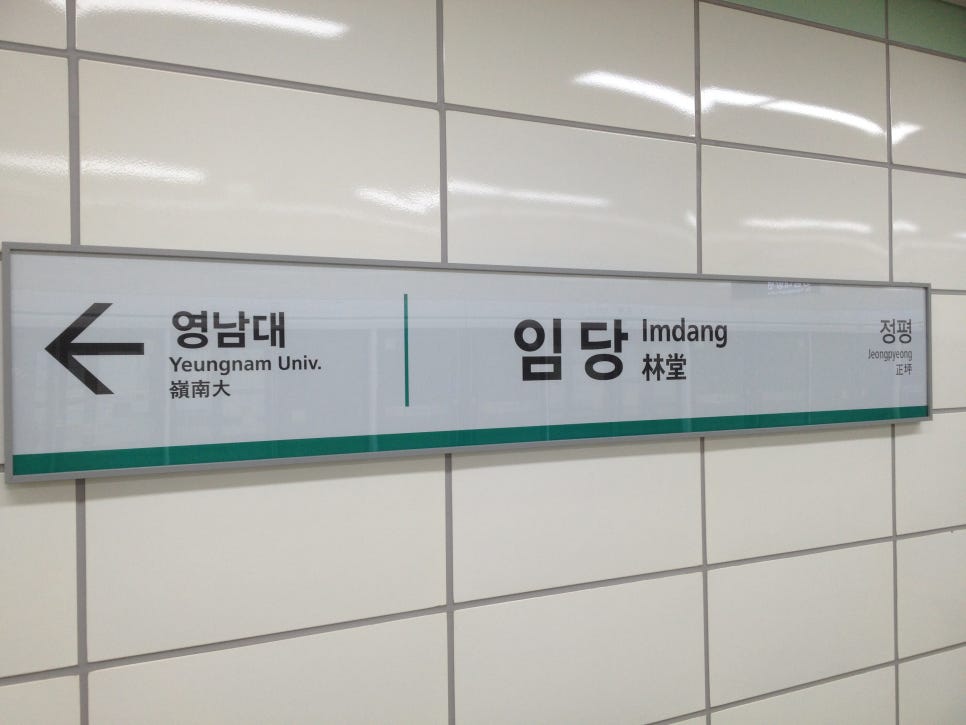 영남대
Yeungnam Univ.
嶺南大
임당
Imdang
林堂
정평
Jeongpyeong
正坪